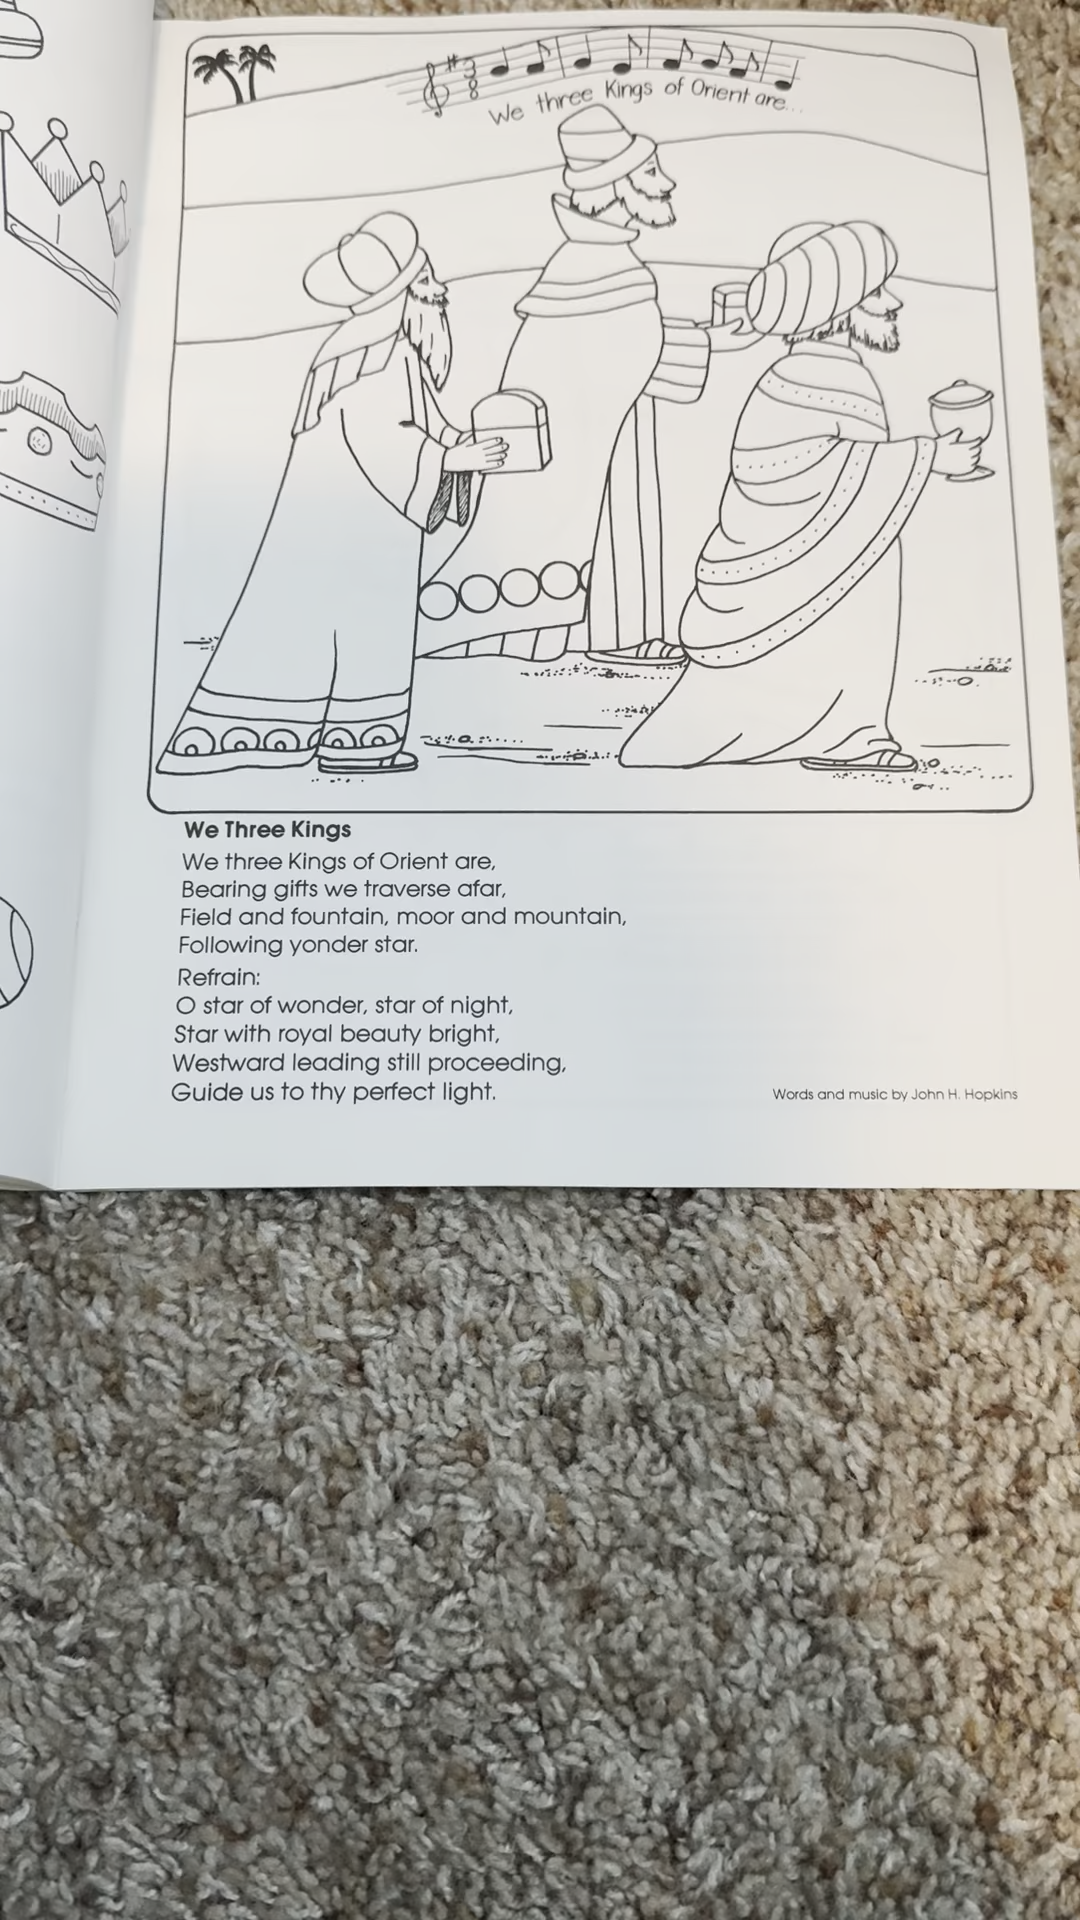 We three Kings of Orient are...
We Three Kings
We three Kings of Orient are,
Bearing gifts we traverse afar,
Field and fountain, moor and mountain,
Following yonder star.
Refrain:
O star of wonder, star of night,
Star with royal beauty bright,
Westward leading still proceeding,
Guide us to thy perfect light.
Words and music by John H. Hopkins